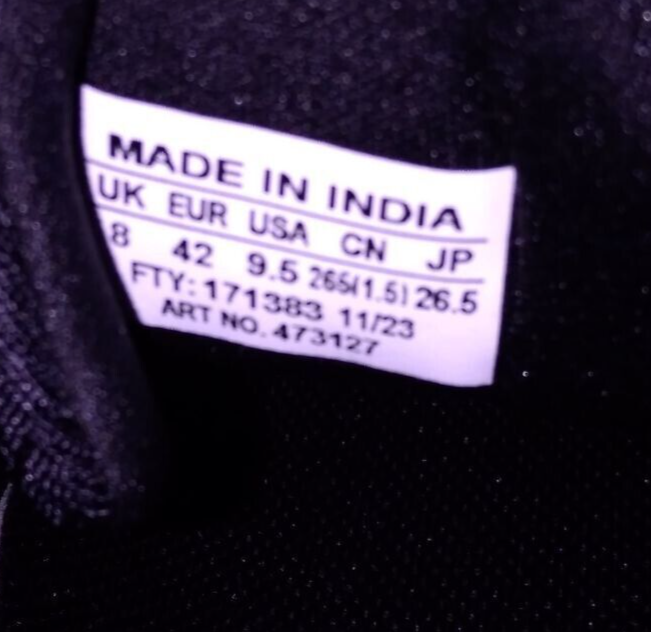 MADE IN INDIA
UK EUR USA CN JP
8 42 9.5 265(1.5) 26.5
FTY: 171383 11/23
ART NO. 473127